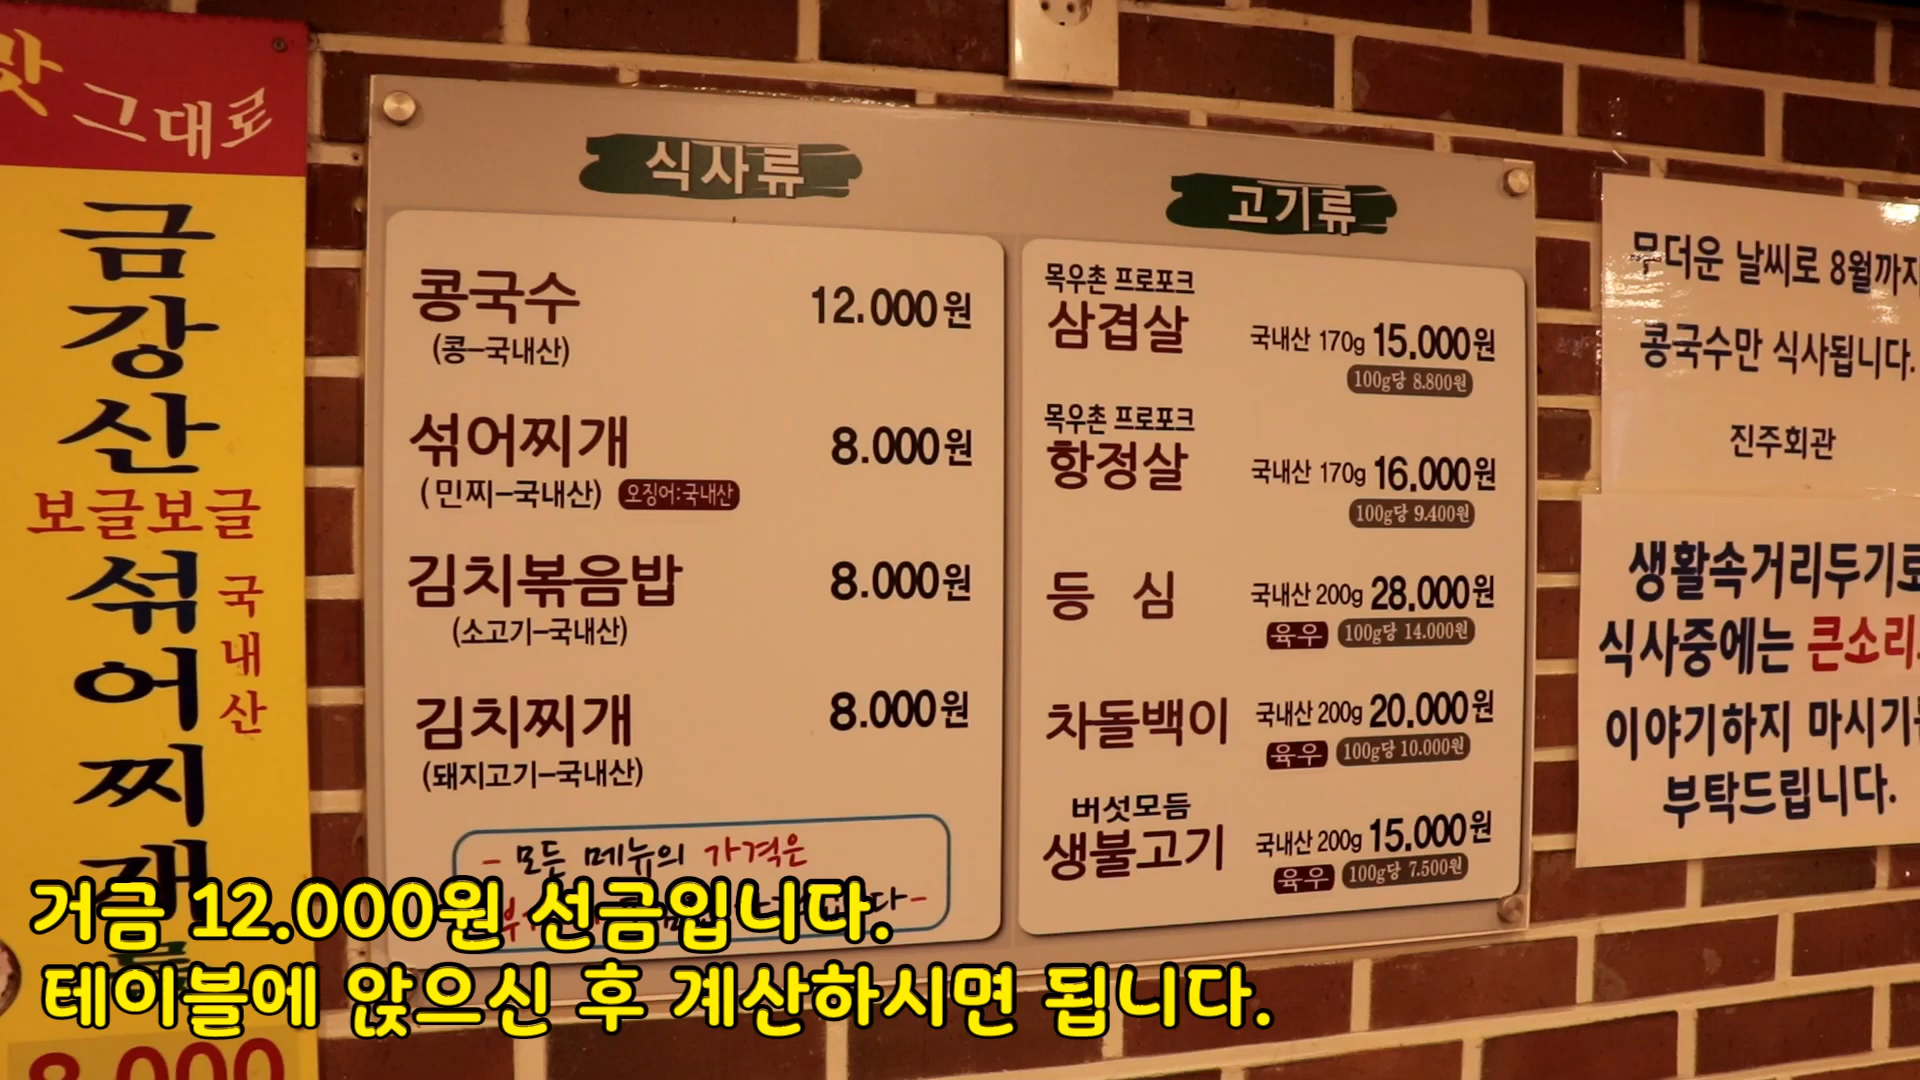 맛 그대로
금강산
보글보글
섞어찌개
국내산
8.000
식사류
콩국수 12.000원
(콩-국내산)
섞어찌개 8.000원
(민찌-국내산) 오징어:국내산
김치볶음밥 8.000원
(소고기-국내산)
김치찌개 8.000원
(돼지고기-국내산)
- 모든 메뉴의 가격은
고기류
목우촌 프로포크
삼겹살 국내산 170g 15.000원
100g당 8.800원
목우촌 프로포크
항정살 국내산 170g 16.000원
100g당 9.400원
등 심 국내산 200g 28.000원
육우 100g당 14.000원
차돌백이 국내산 200g 20.000원
육우 100g당 10.000원
버섯모듬
생불고기 국내산 200g 15.000원
육우 100g당 7.500원
무더운 날씨로 8월까지
콩국수만 식사됩니다.
진주회관
생활속거리두기로
식사중에는 큰소리
이야기하지 마시기
부탁드립니다.
거금 12.000원 선금입니다.
테이블에 앉으신 후 계산하시면 됩니다.